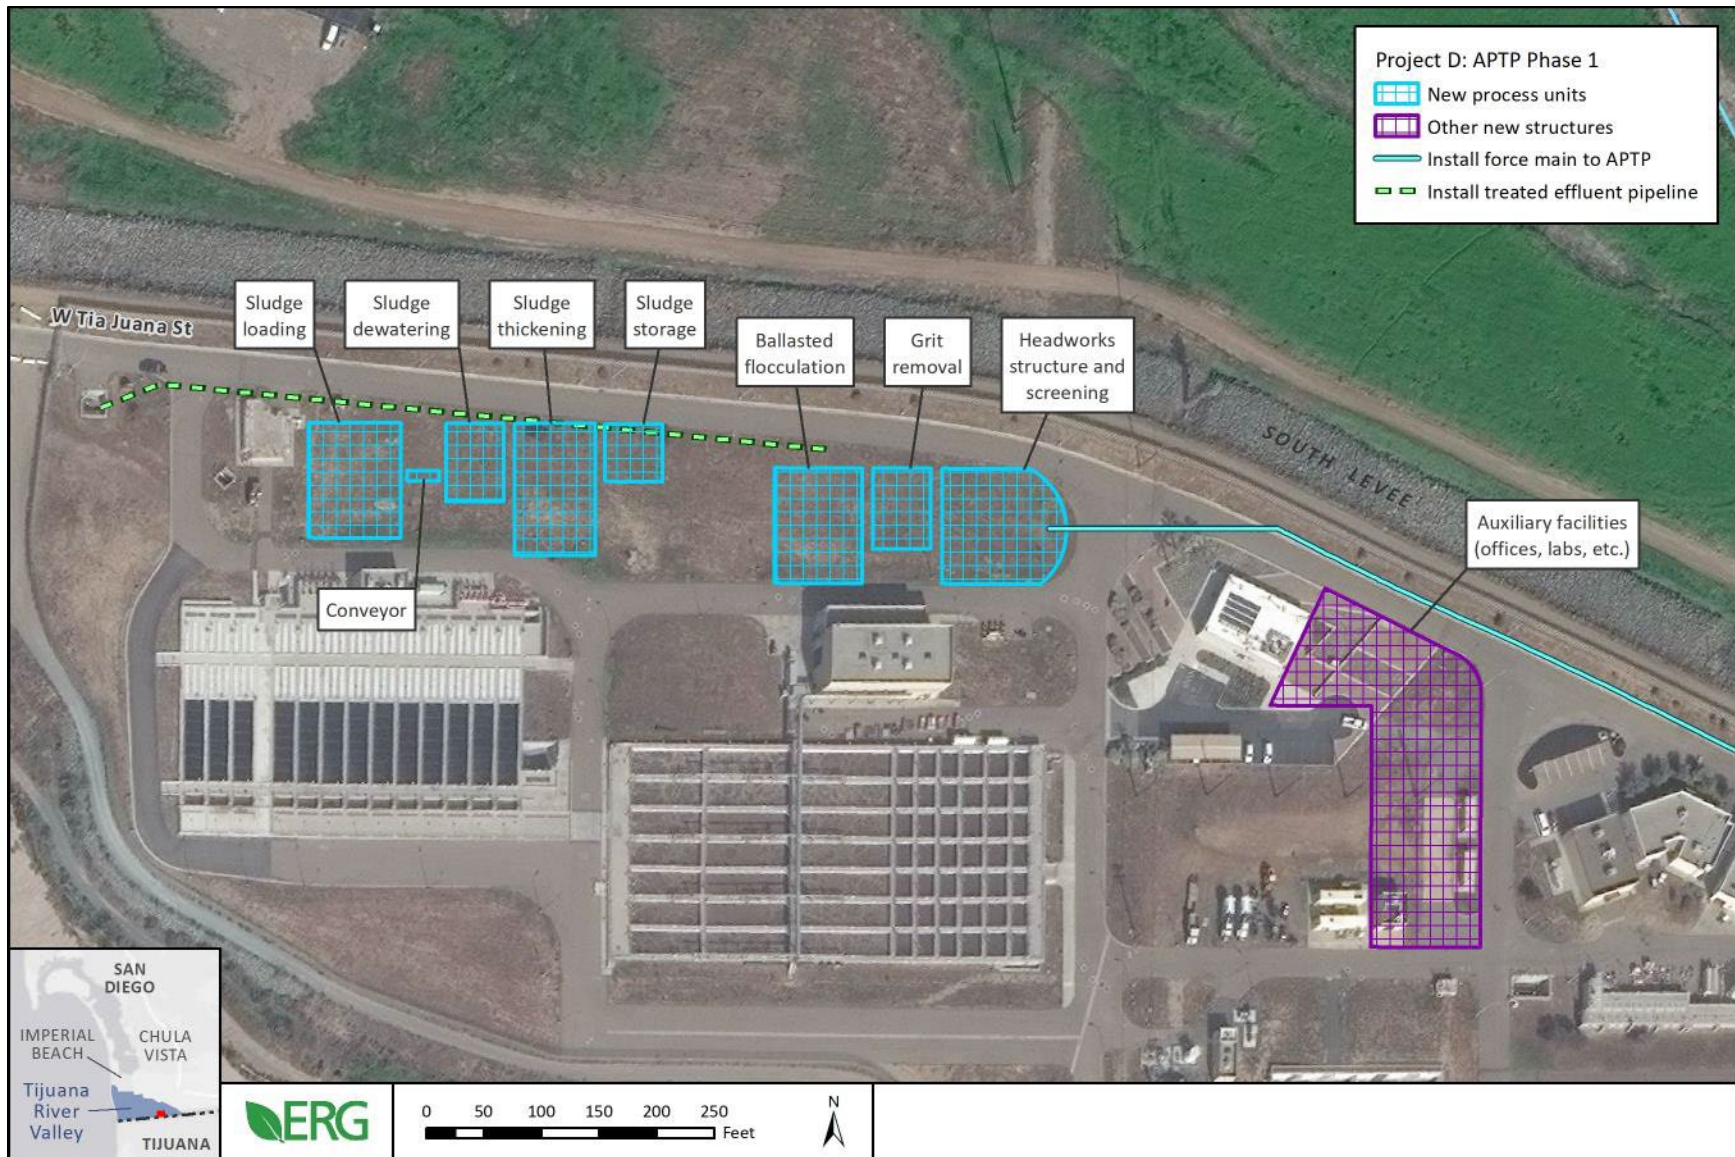 Project D: APTP Phase 1
New process units
Other new structures
Install force main to APTP
Install treated effluent pipeline
W Tia Juana St
Sludge
loading
Sludge
dewatering
Sludge
thickening
Sludge
storage
Ballasted
flocculation
Grit
removal
Headworks
structure and
screening
SOUTH LEVEE
Auxiliary facilities
(offices, labs, etc.)
Conveyor
SAN
DIEGO
IMPERIAL
BEACH
CHULA
VISTA
Tijuana
River
Valley
TIJUANA
ERG
0 50 100 150 200 250
Feet
N